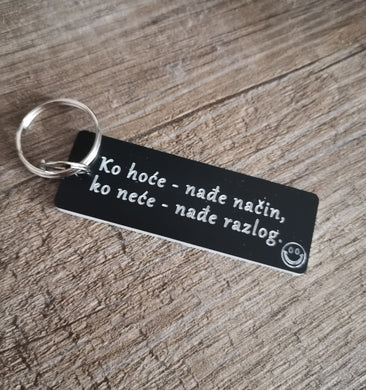 Ko hoće - nađe način,
ko neće - nađe razlog.